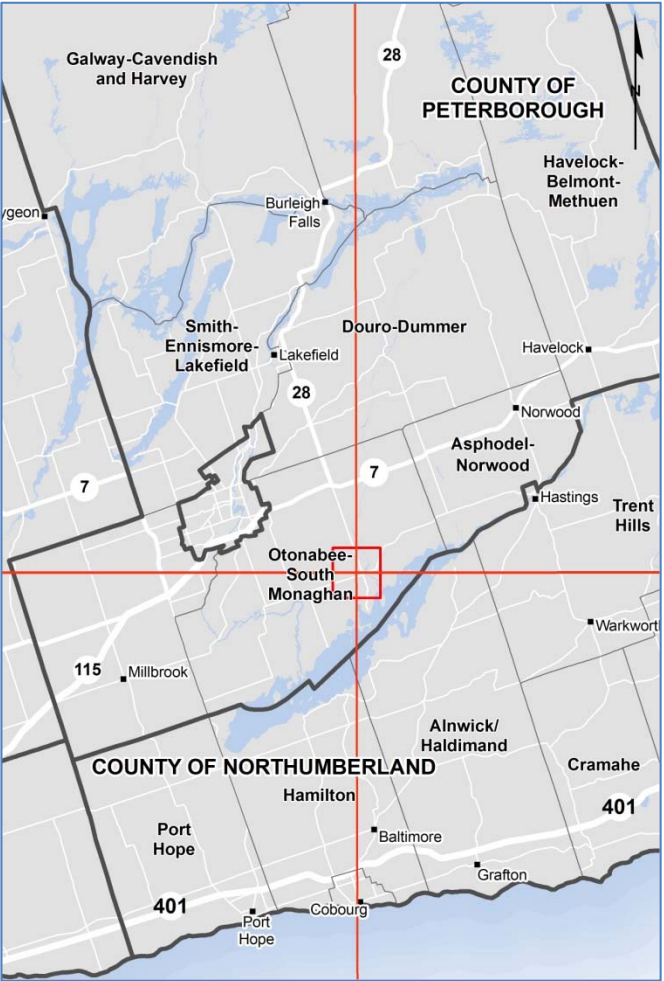 Galway-Cavendish
and Harvey
28
COUNTY OF
PETERBOROUGH
N
Havelock-
Belmont-
Methuen
ygeon
Burleigh
Falls
Smith-
Ennismore-
Lakefield
Douro-Dummer
Lakefield
Havelock
28
Norwood
Asphodel-
Norwood
7
7
Hastings
Trent
Hills
Otonabee-
South
Monaghan
Warkwort
115
Millbrook
Alnwick/
Haldimand
COUNTY OF NORTHUMBERLAND
Cramahe
Hamilton
401
Port
Hope
Baltimore
Grafton
401
Cobourg
Port
Hope